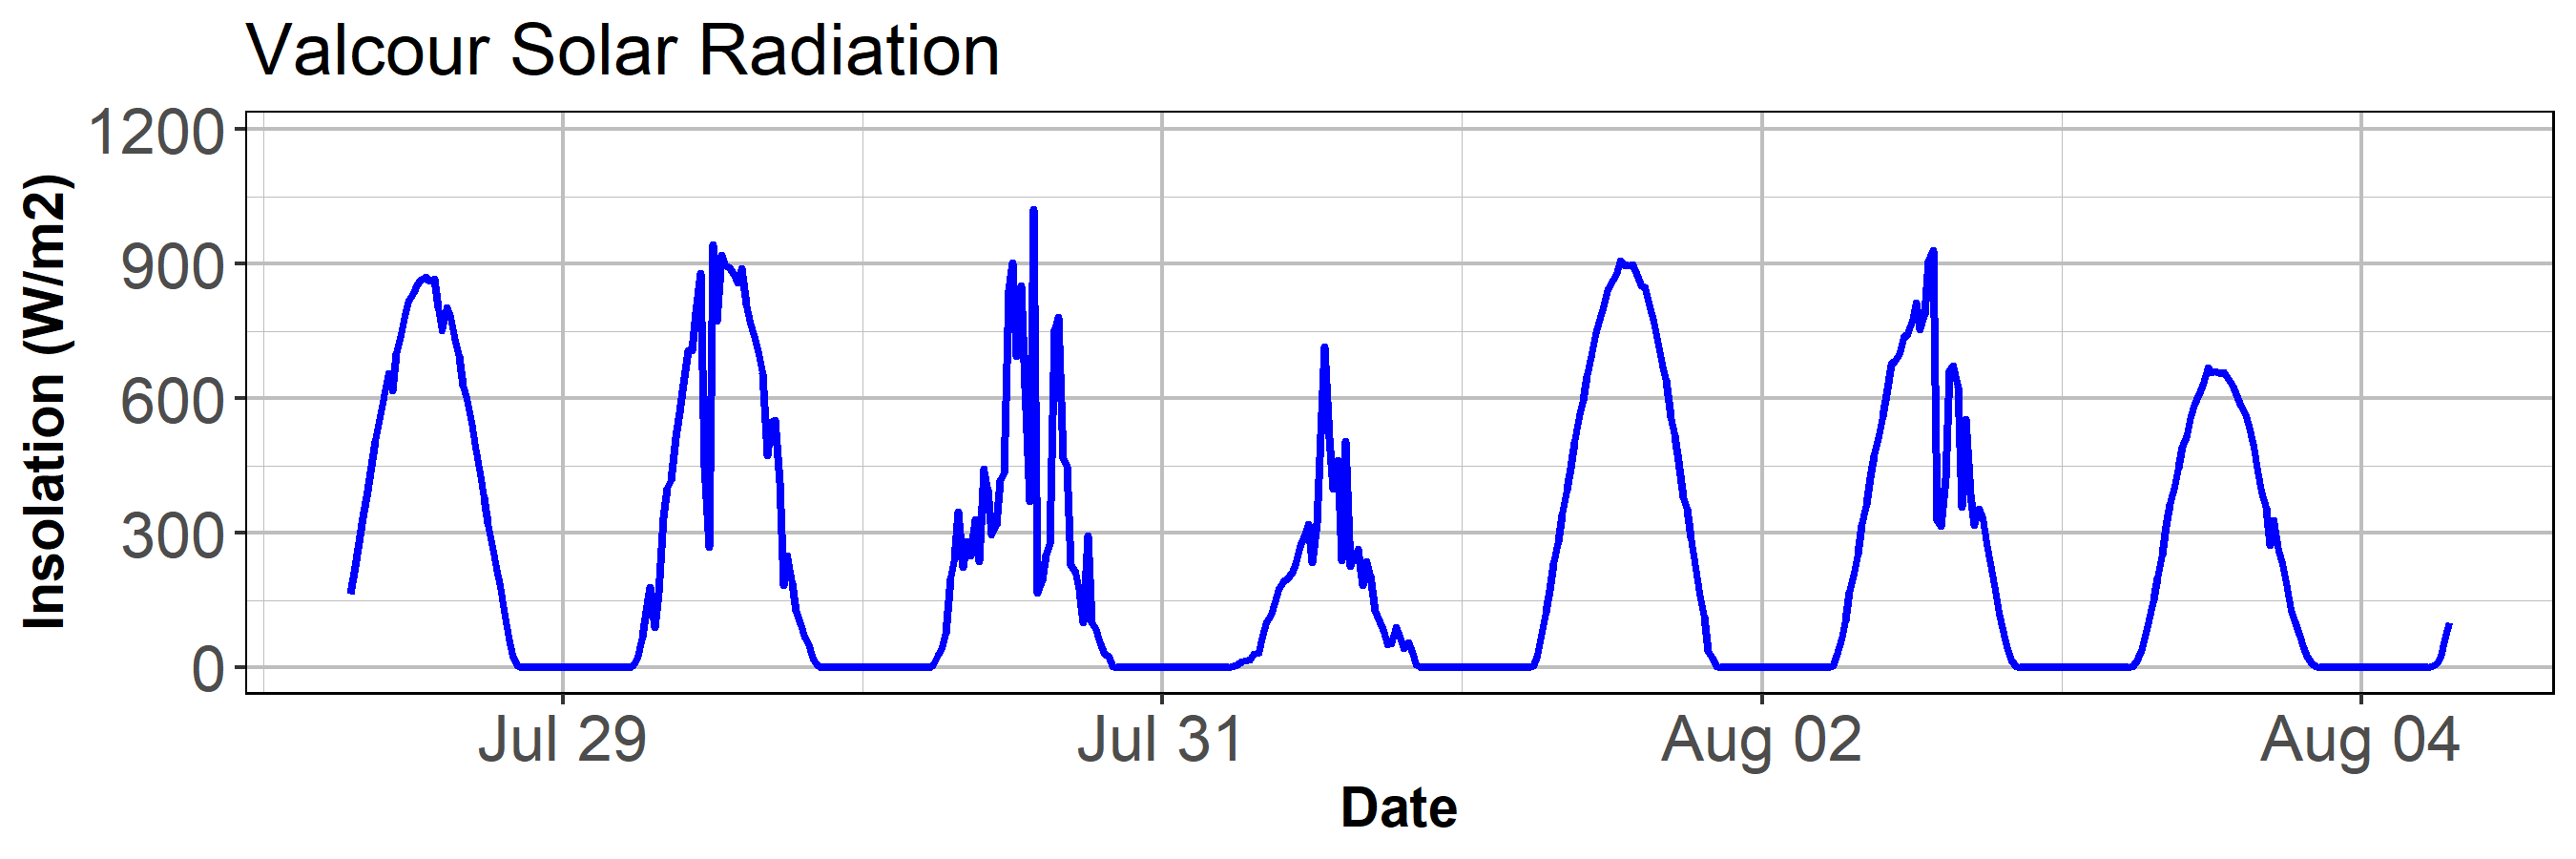 Valcour Solar Radiation
1200
900
600
300
0
Insolation (W/m2)
Jul 29 Jul 31 Aug 02 Aug 04
Date